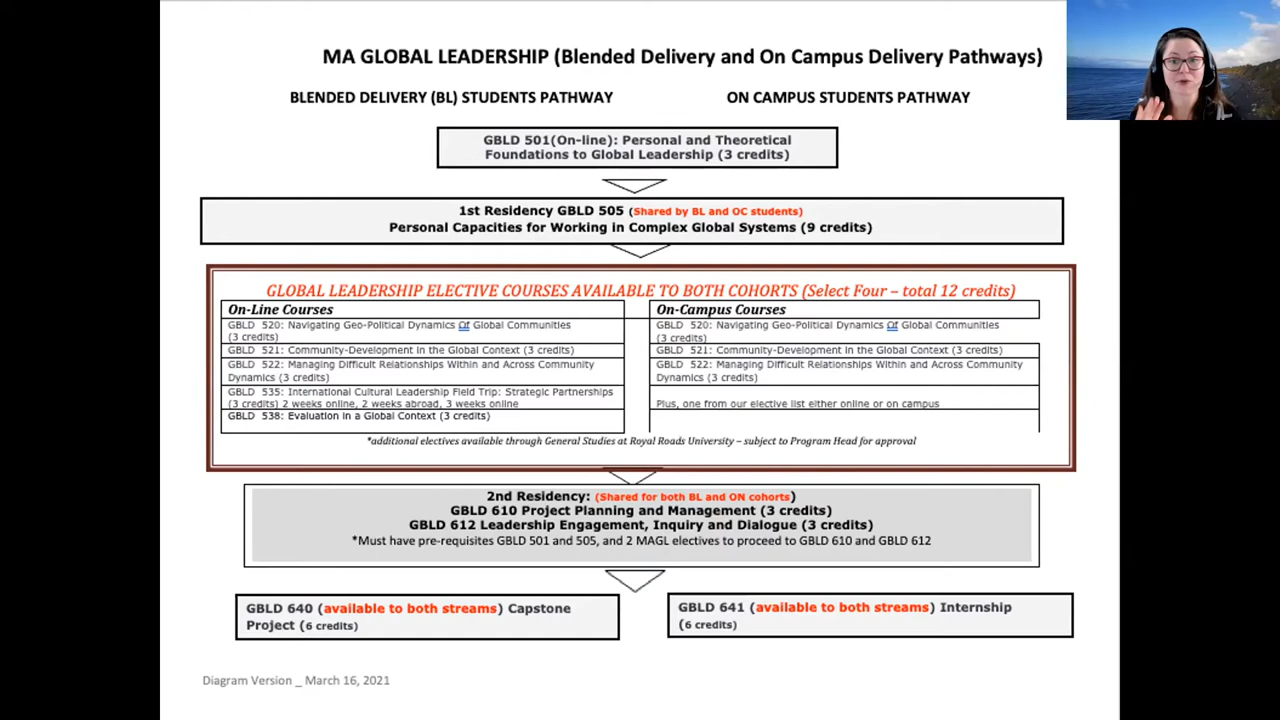 MA GLOBAL LEADERSHIP (Blended Delivery and On Campus Delivery Pathways)
BLENDED DELIVERY (BL) STUDENTS PATHWAY
ON CAMPUS STUDENTS PATHWAY
GBLD 501(On-line): Personal and Theoretical
Foundations to Global Leadership (3 credits)
1st Residency GBLD 505 (Shared by BL and OC students)
Personal Capacities for Working in Complex Global Systems (9 credits)
GLOBAL LEADERSHIP ELECTIVE COURSES AVAILABLE TO BOTH COHORTS (Select Four – total 12 credits)
On-Line Courses
GBLD 520: Navigating Geo-Political Dynamics Of Global Communities
(3 credits)
GBLD 521: Community-Development in the Global Context (3 credits)
GBLD 522: Managing Difficult Relationships Within and Across Community
Dynamics (3 credits)
GBLD 535: International Cultural Leadership Field Trip: Strategic Partnerships
(3 credits) 2 weeks online, 2 weeks abroad, 3 weeks online
GBLD 538: Evaluation in a Global Context (3 credits)
On-Campus Courses
GBLD 520: Navigating Geo-Political Dynamics Of Global Communities
(3 credits)
GBLD 521: Community-Development in the Global Context (3 credits)
GBLD 522: Managing Difficult Relationships Within and Across Community
Dynamics (3 credits)
Plus, one from our elective list either online or on campus
*additional electives available through General Studies at Royal Roads University – subject to Program Head for approval
2nd Residency: (Shared for both BL and ON cohorts)
GBLD 610 Project Planning and Management (3 credits)
GBLD 612 Leadership Engagement, Inquiry and Dialogue (3 credits)
*Must have pre-requisites GBLD 501 and 505, and 2 MAGL electives to proceed to GBLD 610 and GBLD 612
GBLD 640 (available to both streams) Capstone
Project (6 credits)
GBLD 641 (available to both streams) Internship
(6 credits)
Diagram Version _ March 16, 2021